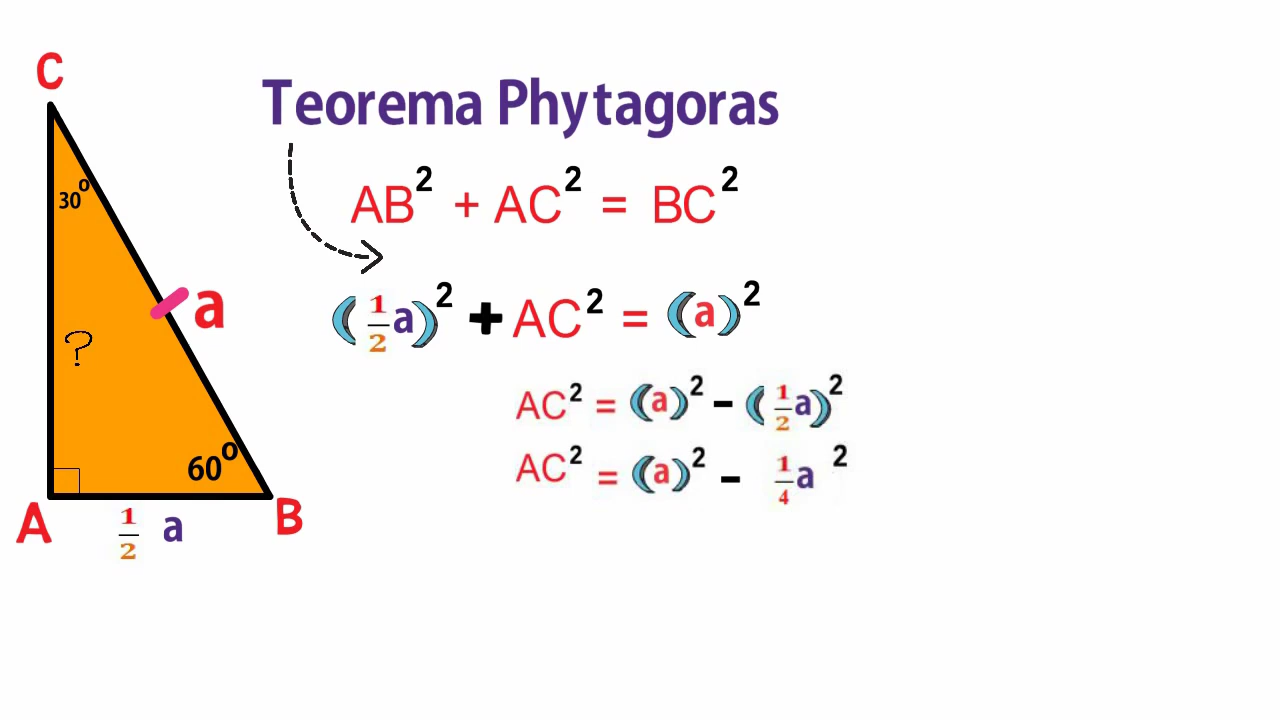 C
Teorema Phytagoras
AB² + AC² = BC²
30°
a
(½a)² + AC² = (a)²
?
AC² = (a)² - (½a)²
60°
AC² = (a)² - ¼a²
A
½ a
B